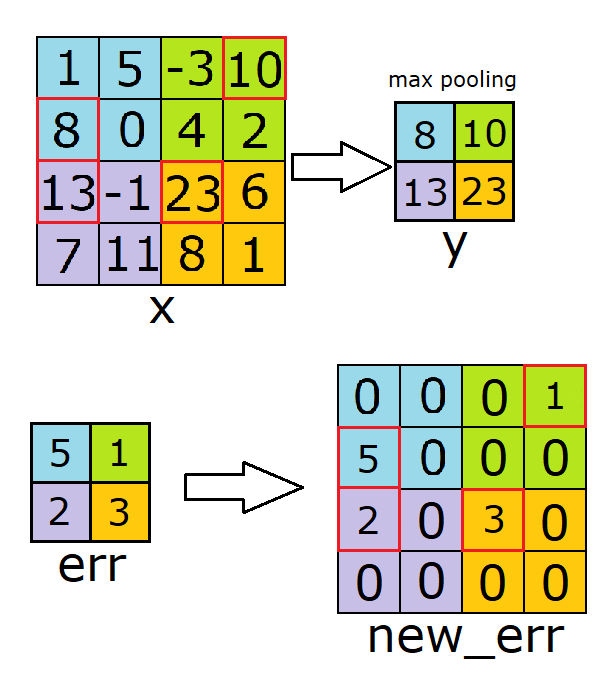 1 5 -3 10
8 0 4 2
13 -1 23 6
7 11 8 1
x
max pooling
8 10
13 23
y
5 1
2 3
err
0 0 0 1
5 0 0 0
2 0 3 0
0 0 0 0
new_err